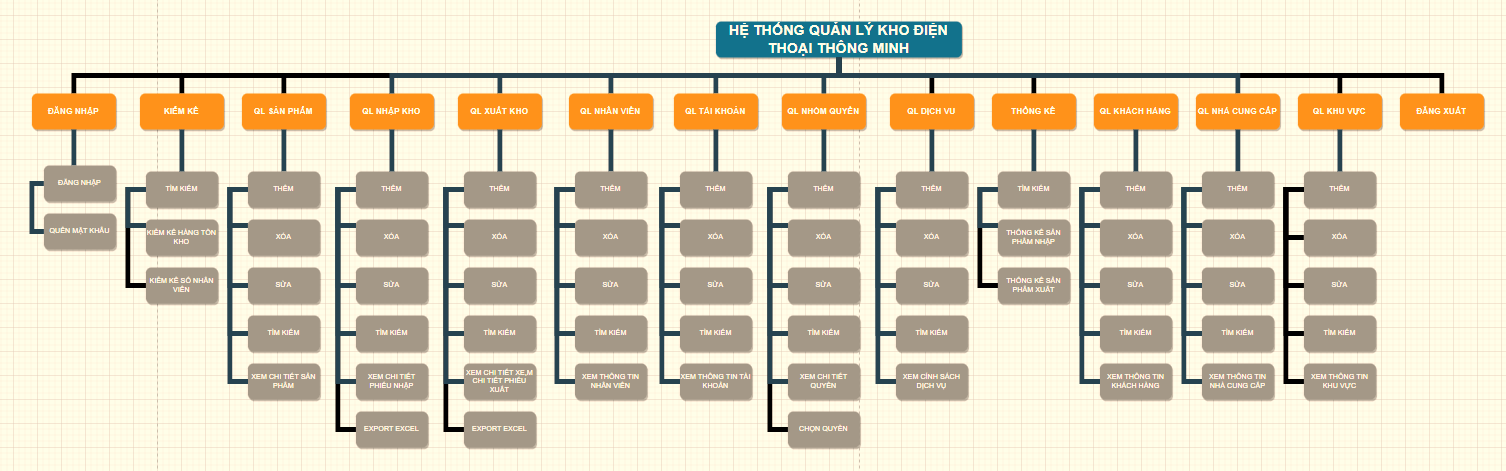 HỆ THỐNG QUẢN LÝ KHO ĐIỆN
THOẠI THÔNG MINH
ĐĂNG NHẬP
KIỂM KÊ
QL SẢN PHẨM
QL NHẬP KHO
QL XUẤT KHO
QL NHÂN VIÊN
QL TÀI KHOẢN
QL NHÓM QUYỀN
QL DỊCH VU
THỐNG KÊ
QL KHÁCH HÀNG
QL NHÀ CUNG CẤP
QL KHU VỰC
ĐĂNG XUẤT
ĐĂNG NHẬP
QUÊN MẬT KHẨU
TÌM KIẾM
KIỂM KÊ HÀNG TỒN
KHO
KIỂM KÊ SỐ NHÂN
VIÊN
THÊM
XÓA
SỬA
TÌM KIẾM
XEM CHI TIẾT SẢN
PHẨM
THÊM
XÓA
SỬA
TÌM KIẾM
XEM CHI TIẾT
PHIẾU NHẬP
EXPORT EXCEL
THÊM
XÓA
SỬA
TÌM KIẾM
XEM CHI TIẾT XE,M
CHI TIẾT PHIẾU
XUẤT
EXPORT EXCEL
THÊM
XÓA
SỬA
TÌM KIẾM
XEM THÔNG TIN
NHÂN VIÊN
THÊM
XÓA
SỬA
TÌM KIẾM
XEM THÔNG TIN TÀI
KHOẢN
THÊM
XÓA
SỬA
TÌM KIẾM
XEM CHI TIẾT
QUYỀN
CHỌN QUYỀN
THÊM
XÓA
SỬA
TÌM KIẾM
XEM CÍNH SÁCH
DỊCH VỤ
TÌM KIẾM
THỐNG KÊ SẢN
PHẨM NHẬP
THỐNG KÊ SẢN
PHẨM XUẤT
THÊM
XÓA
SỬA
TÌM KIẾM
XEM THÔNG TIN
KHÁCH HÀNG
THÊM
XÓA
SỬA
TÌM KIẾM
XEM THÔNG TIN
NHÀ CUNG CẤP
THÊM
XÓA
SỬA
TÌM KIẾM
XEM THÔNG TIN
KHU VỰC